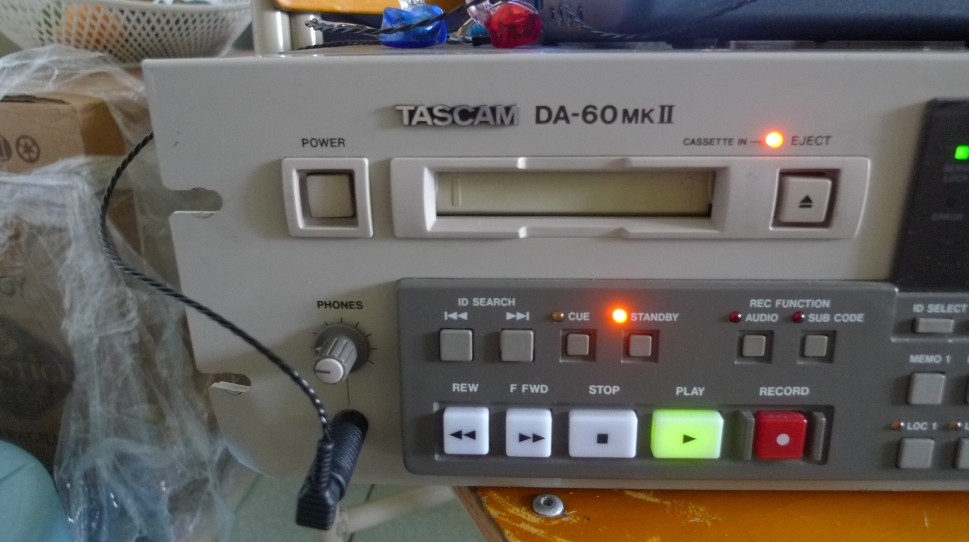 TASCAM DA-60MKII
POWER
CASSETTE IN EJECT
PHONES
ID SEARCH
CUE STANDBY
REC FUNCTION
AUDIO SUB CODE
ID SELECT
MEMO 1
REW F FWD STOP PLAY RECORD
LOC 1